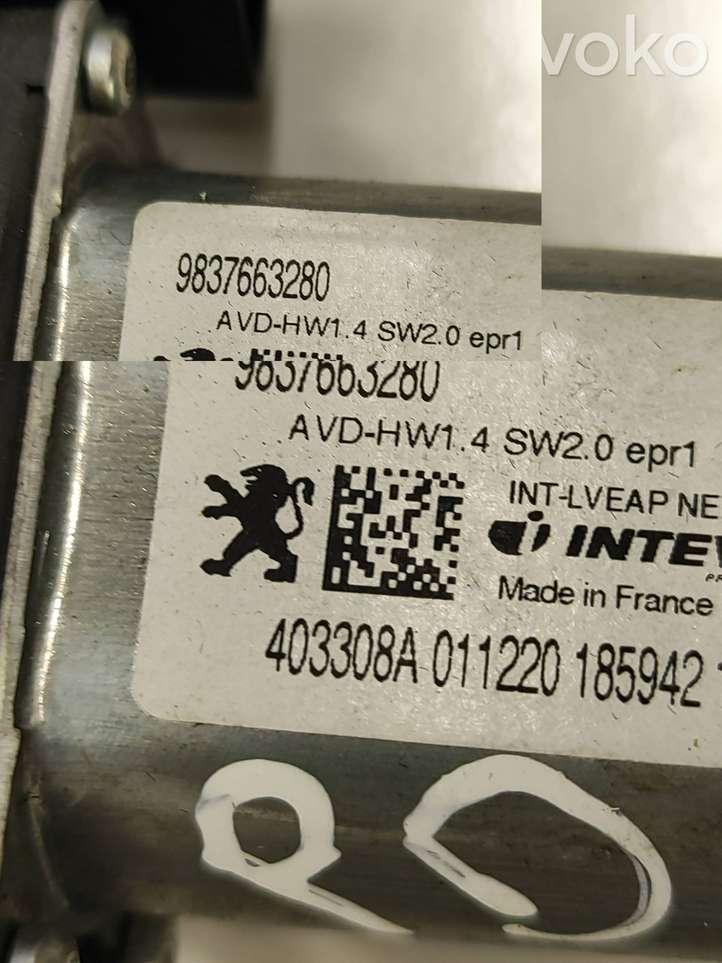 voko
9837663280
AVD-HW1.4 SW2.0 epr1
9837663280
AVD-HW1.4 SW2.0 epr1
INT-LVEAP NE
INTEV
Made in France
403308A 011220 185942